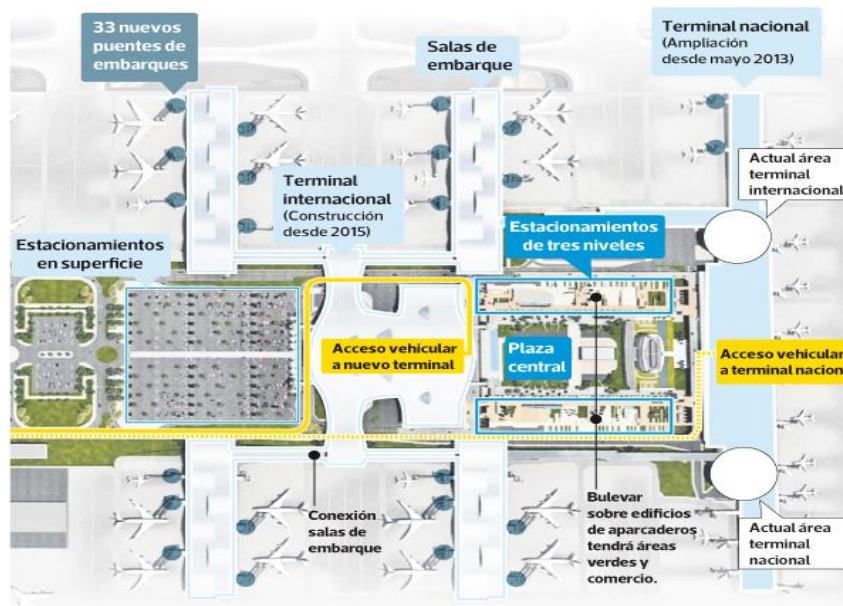 33 nuevos
puentes de
embarques
Salas de
embarque
Terminal nacional
(Ampliación
desde mayo 2013)
Actual área
terminal
internacional
Terminal
internacional
(Construcción
desde 2015)
Estacionamientos
de tres niveles
Estacionamientos
en superficie
Acceso vehicular
a nuevo terminal
Plaza
central
Acceso vehicular
a terminal nacion
Conexión
salas de
embarque
Bulevar
sobre edificios
de aparcaderos
tendrá áreas
verdes y
comercio.
Actual área
terminal
nacional